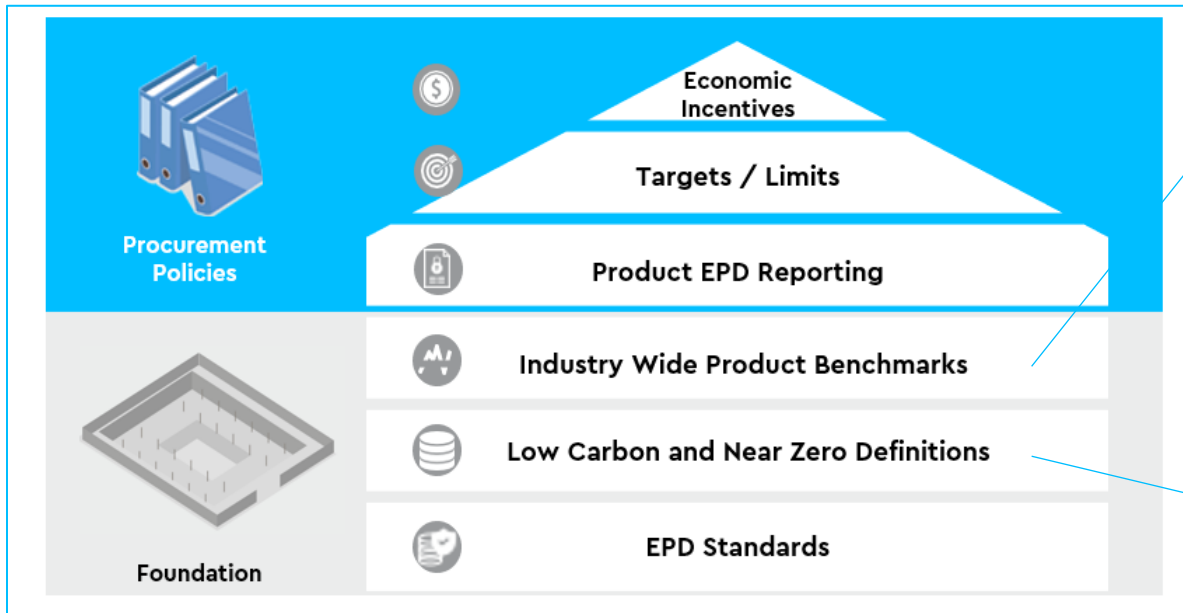 Economic
Incentives
$
Targets / Limits
Procurement
Policies
Product EPD Reporting
Industry Wide Product Benchmarks
Low Carbon and Near Zero Definitions
EPD Standards
Foundation